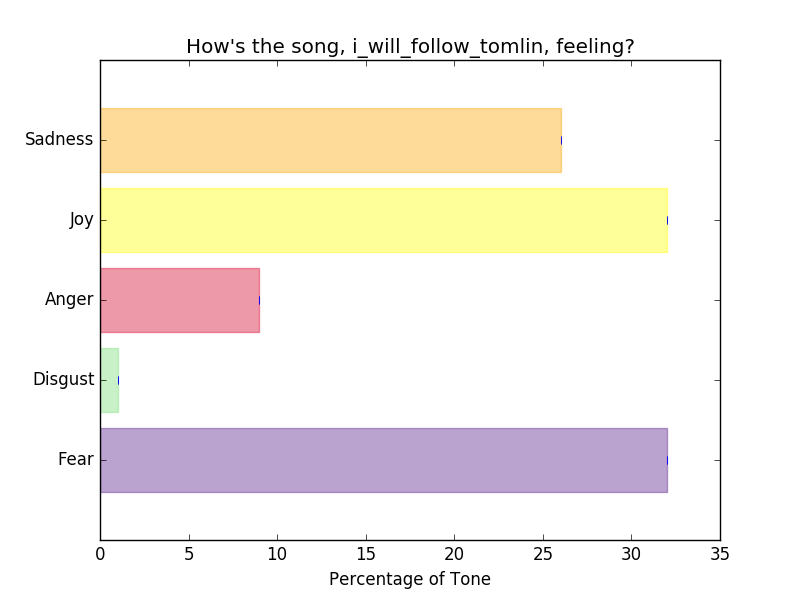 How's the song, i_will_follow_tomlin, feeling?
Sadness
Joy
Anger
Disgust
Fear
0 5 10 15 20 25 30 35
Percentage of Tone